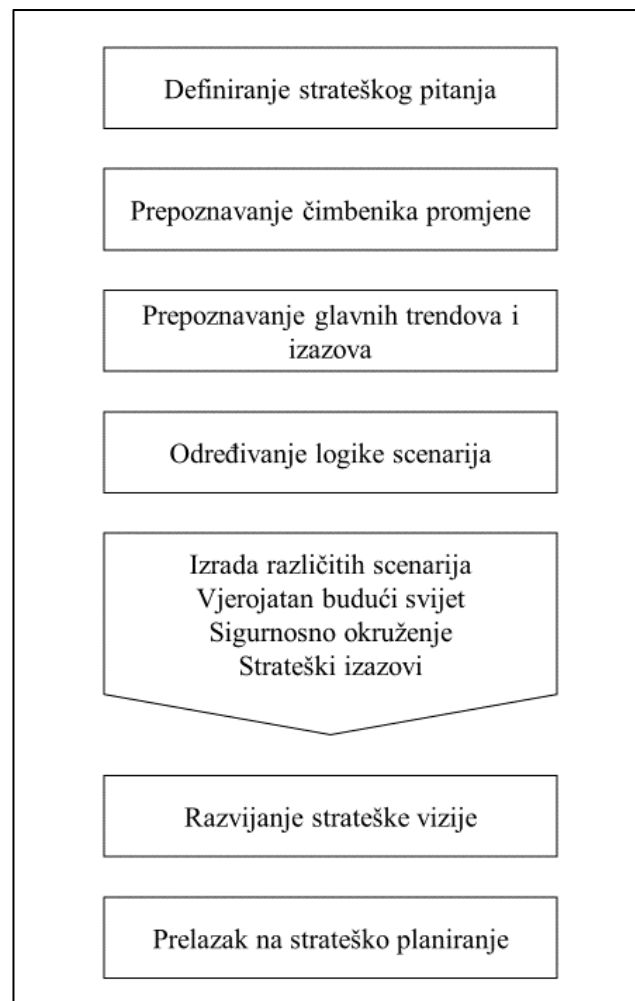 Definiranje strateškog pitanja
Prepoznavanje čimbenika promjene
Prepoznavanje glavnih trendova i
izazova
Određivanje logike scenarija
Izrada različitih scenarija
Vjerojatan budući svijet
Sigurnosno okruženje
Strateški izazovi
Razvijanje strateške vizije
Prelazak na strateško planiranje